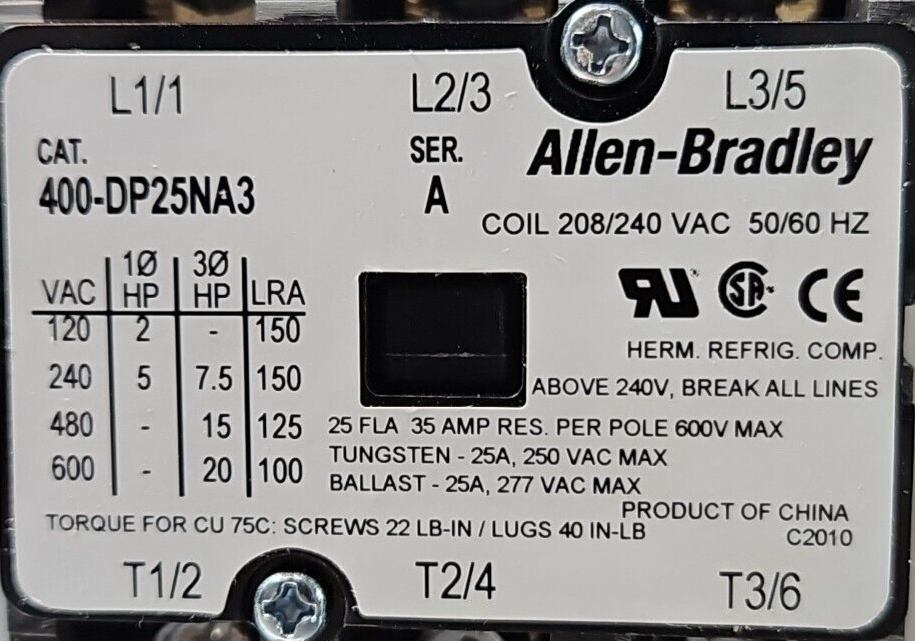 L1/1 L2/3 L3/5
CAT. SER. Allen-Bradley
400-DP25NA3 A
COIL 208/240 VAC 50/60 HZ
1Ø 3Ø
VAC HP HP LRA
120 2 - 150
240 5 7.5 150
480 - 15 125
600 - 20 100
RU SA CE
HERM. REFRIG. COMP.
ABOVE 240V, BREAK ALL LINES
25 FLA 35 AMP RES. PER POLE 600V MAX
TUNGSTEN - 25A, 250 VAC MAX
BALLAST - 25A, 277 VAC MAX
PRODUCT OF CHINA
TORQUE FOR CU 75C: SCREWS 22 LB-IN / LUGS 40 IN-LB
C2010
T1/2 T2/4 T3/6